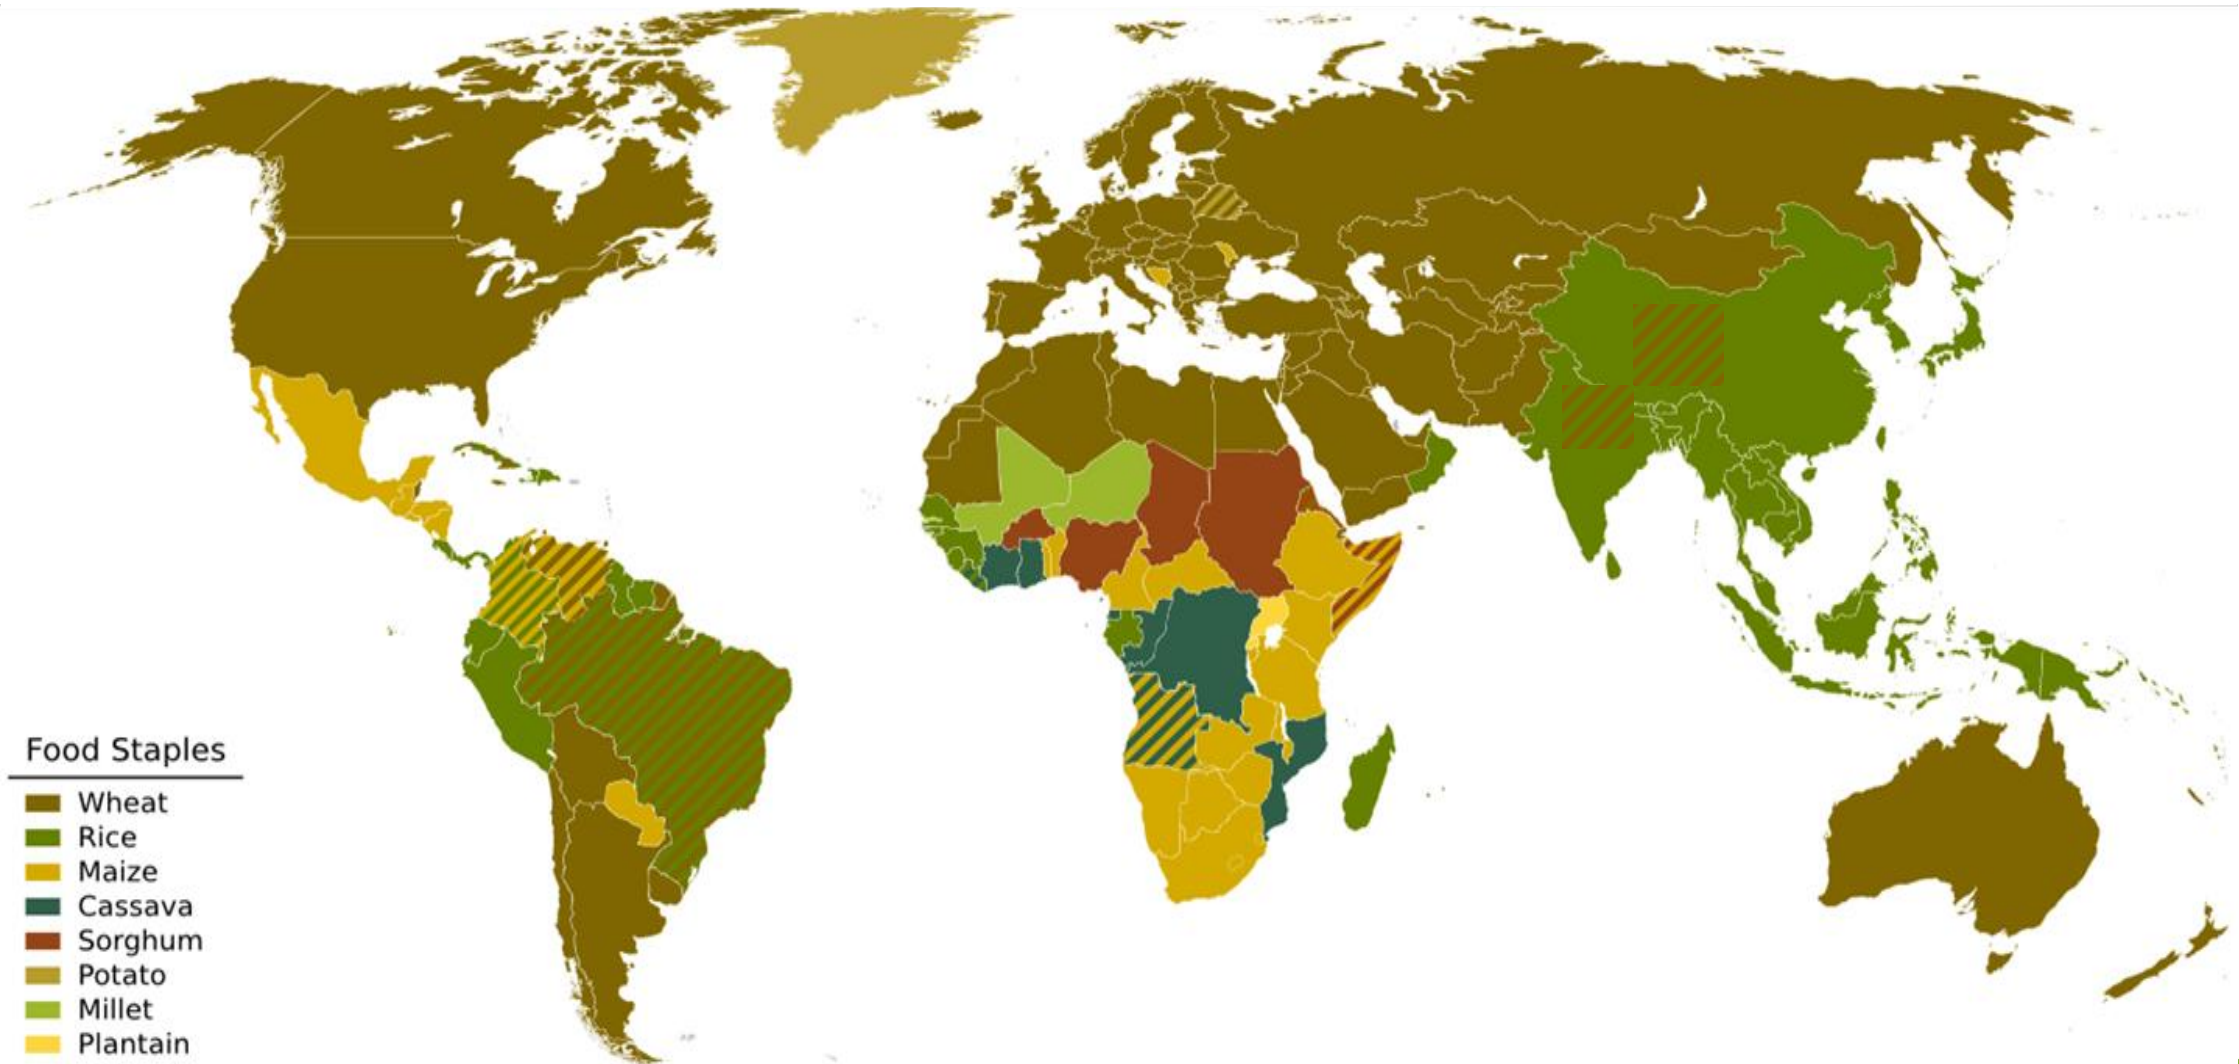 Food Staples
Wheat
Rice
Maize
Cassava
Sorghum
Potato
Millet
Plantain